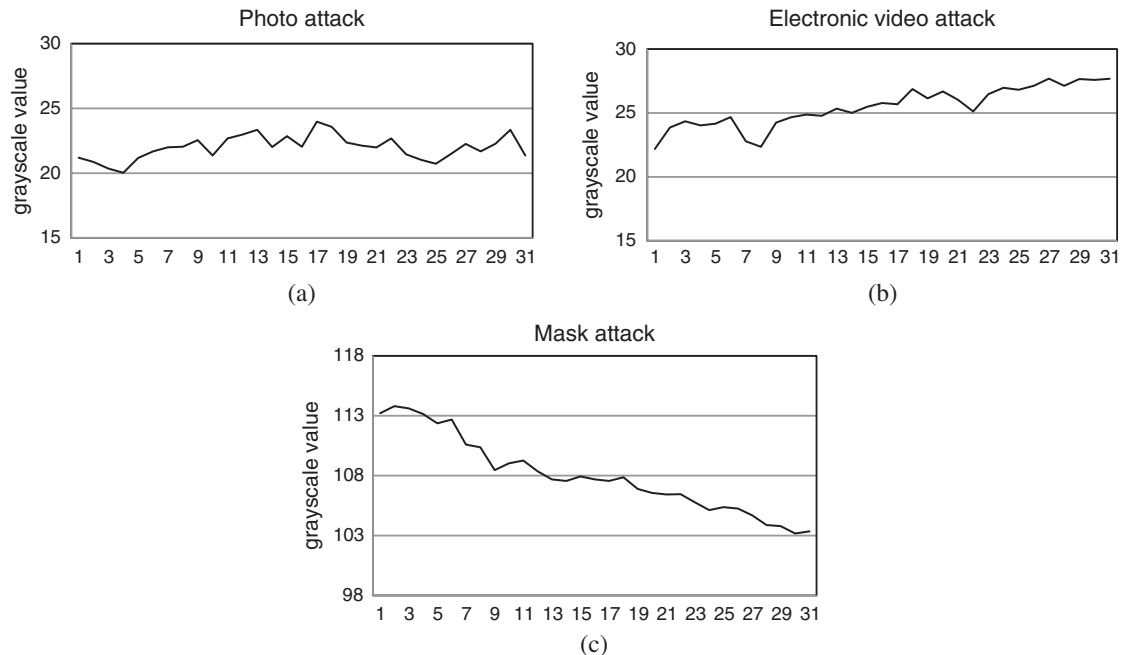 Photo attack
30
25
20
15
grayscale value
1 3 5 7 9 11 13 15 17 19 21 23 25 27 29 31
(a)
Electronic video attack
30
25
20
15
grayscale value
1 3 5 7 9 11 13 15 17 19 21 23 25 27 29 31
(b)
Mask attack
118
113
108
103
98
grayscale value
1 3 5 7 9 11 13 15 17 19 21 23 25 27 29 31
(c)